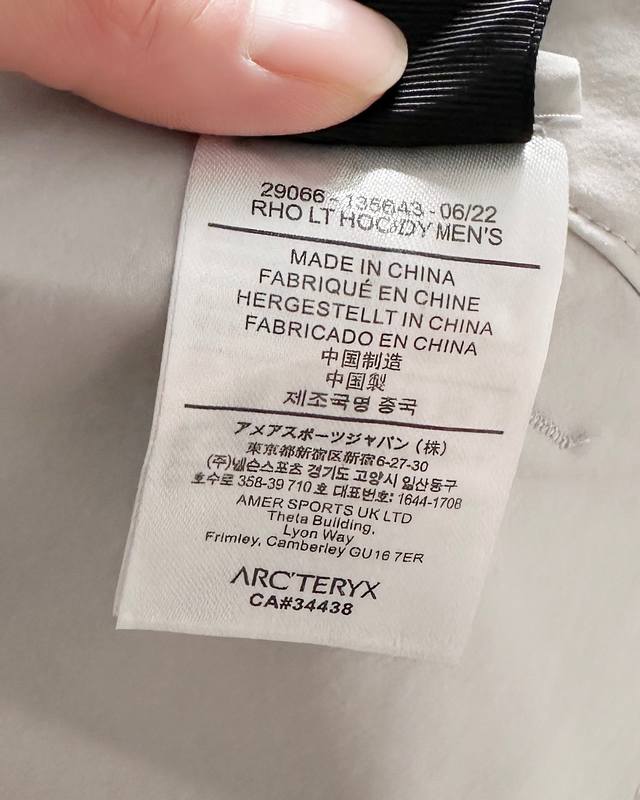 29066 - 135643 - 06/22
RHO LT HOODY MEN'S
MADE IN CHINA
FABRIQUÉ EN CHINE
HERGESTELLT IN CHINA
FABRICADO EN CHINA
中国制造
中国製
제조국명 중국
アメアスポーツジャパン（株）
東京都新宿区新宿6-27-30
(주)넬슨스포츠 경기도 고양시 일산동구
호수로 358-39 710 호 대표번호: 1644-1708
AMER SPORTS UK LTD
Theta Building,
Lyon Way
Frimley, Camberley GU16 7ER
ARC'TERYX
CA#34438